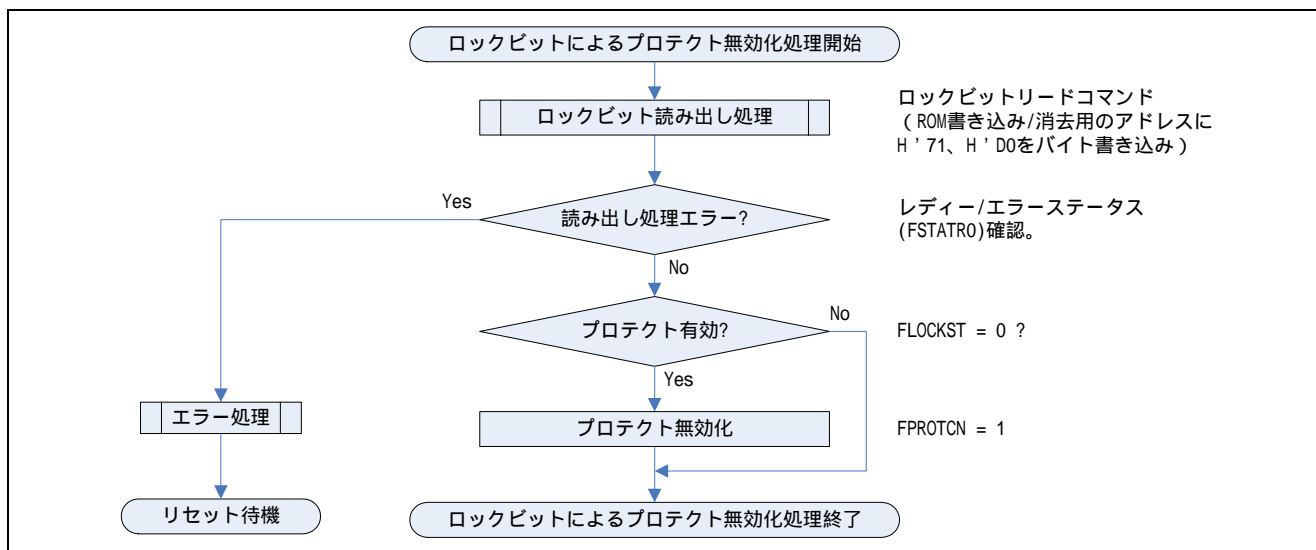 ロックビットによるプロテクト無効化処理開始
ロックビット読み出し処理
ロックビットリードコマンド
(ROM書き込み/消去用のアドレスに
H'71、H'D0をバイト書き込み)
Yes
読み出し処理エラー?
レディー/エラーステータス
(FSTATR0)確認。
No
プロテクト有効?
No
FLOCKST = 0 ?
Yes
エラー処理
プロテクト無効化
FPROTCN = 1
リセット待機
ロックビットによるプロテクト無効化処理終了